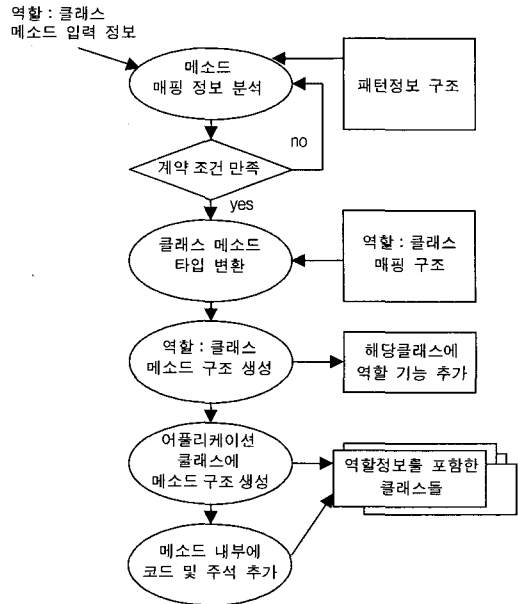 역할 : 클래스
메소드 입력 정보
메소드
매핑 정보 분석
패턴정보 구조
no
계약 조건 만족
yes
클래스 메소드
타입 변환
역할 : 클래스
매핑 구조
역할 : 클래스
메소드 구조 생성
해당클래스에
역할 기능 추가
어플리케이션
클래스에
메소드 구조 생성
역할정보를 포함한
클래스들
메소드 내부에
코드 및 주석 추가